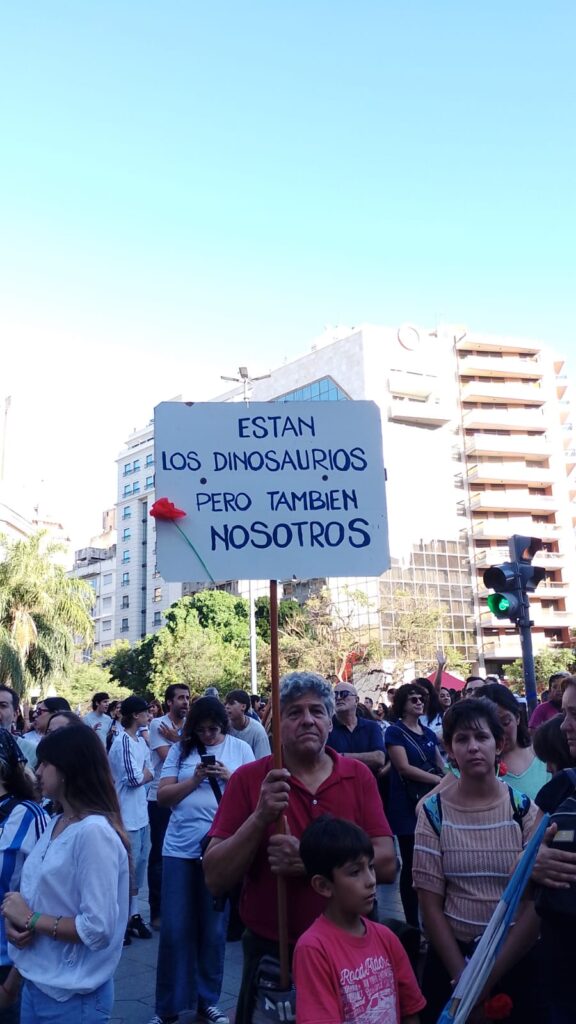 ESTAN
LOS DINOSAURIOS
PERO TAMBIEN
NOSOTROS